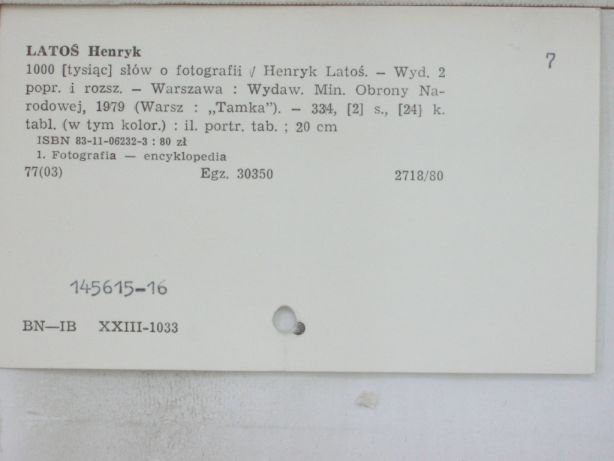 LATOŚ Henryk
7
1000 [tysiąc] słów o fotografii / Henryk Latoś. — Wyd. 2
popr. i rozsz. — Warszawa : Wydaw. Min. Obrony Na-
rodowej, 1979 (Warsz : „Tamka”). — 334, [2] s., [24] k.
tabl. (w tym kolor.) : il. portr. tab. ; 20 cm
ISBN 83-11-06232-3 : 80 zł
1. Fotografia — encyklopedia
77(03) Egz. 30350 2718/80
145615-16
BN—IB XXIII-1033